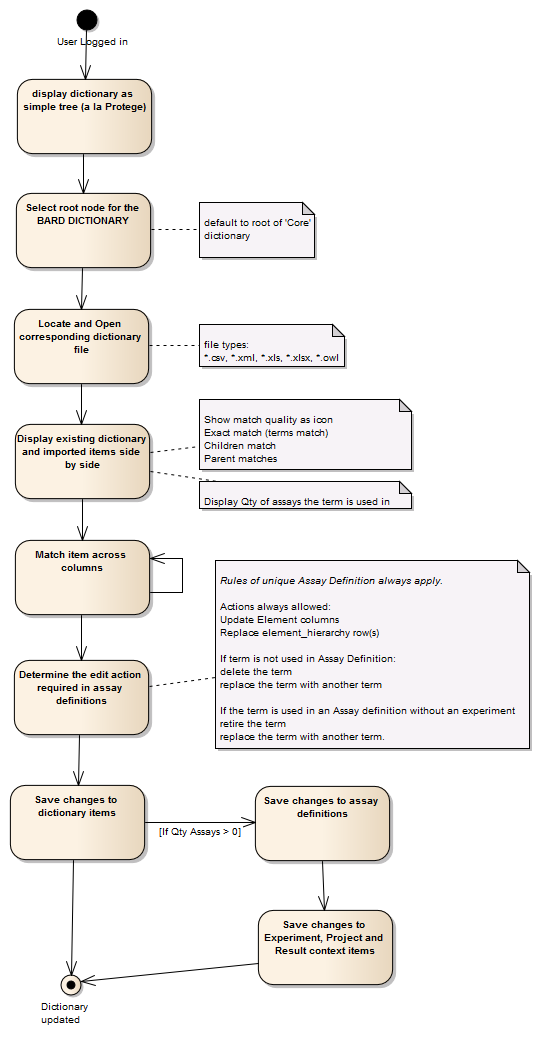 User Logged in
display dictionary as
simple tree (a la Protege)
Select root node for the
BARD DICTIONARY
default to root of 'Core'
dictionary
Locate and Open
corresponding dictionary
file
file types:
*.csv, *.xml, *.xls, *.xlsx, *.owl
Display existing dictionary
and imported items side
by side
Show match quality as icon
Exact match (terms match)
Children match
Parent matches
Display Qty of assays the term is used in
Match item across
columns
Rules of unique Assay Definition always apply.
Actions always allowed:
Update Element columns
Replace element_hierarchy row(s)
If term is not used in Assay Definition:
delete the term
replace the term with another term
If the term is used in an Assay definition without an experiment
retire the term
replace the term with another term.
Determine the edit action
required in assay
definitions
Save changes to
dictionary items
[If Qty Assays > 0]
Save changes to assay
definitions
Save changes to
Experiment, Project and
Result context items
Dictionary
updated